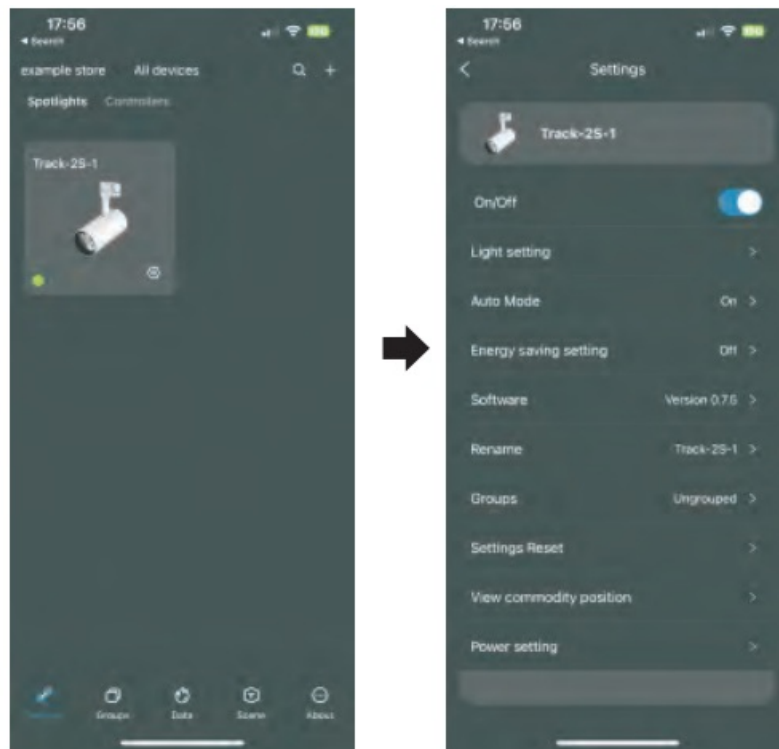 17:56
◀ Search
example store All devices
Spotlights Controllers
Track-2S-1
Groups Data Scene About
17:56
◀ Search
Settings
Track-2S-1
On/Off
Light setting
Auto Mode On
Energy saving setting Off
Software Version 0.7.5
Rename Track-2S-1
Groups Ungrouped
Settings Reset
View commodity position
Power setting